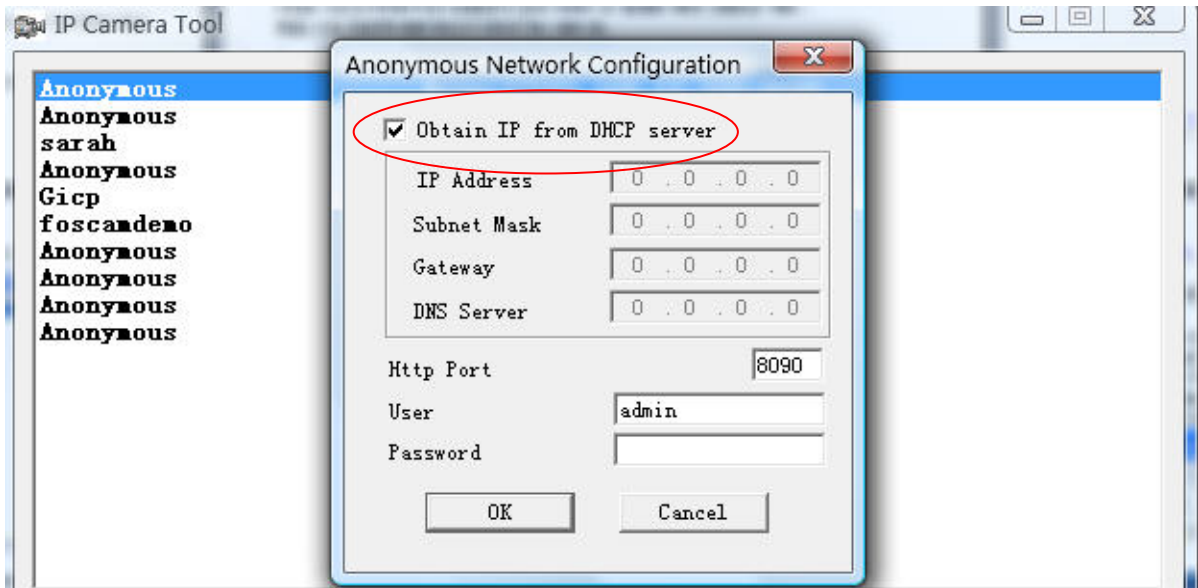 IP Camera Tool
Anonymous
Anonymous
sarah
Anonymous
Gicp
foscamdemo
Anonymous
Anonymous
Anonymous
Anonymous
Anonymous Network Configuration
Obtain IP from DHCP server
IP Address 0 . 0 . 0 . 0
Subnet Mask 0 . 0 . 0 . 0
Gateway 0 . 0 . 0 . 0
DNS Server 0 . 0 . 0 . 0
Http Port 8090
User admin
Password
OK Cancel